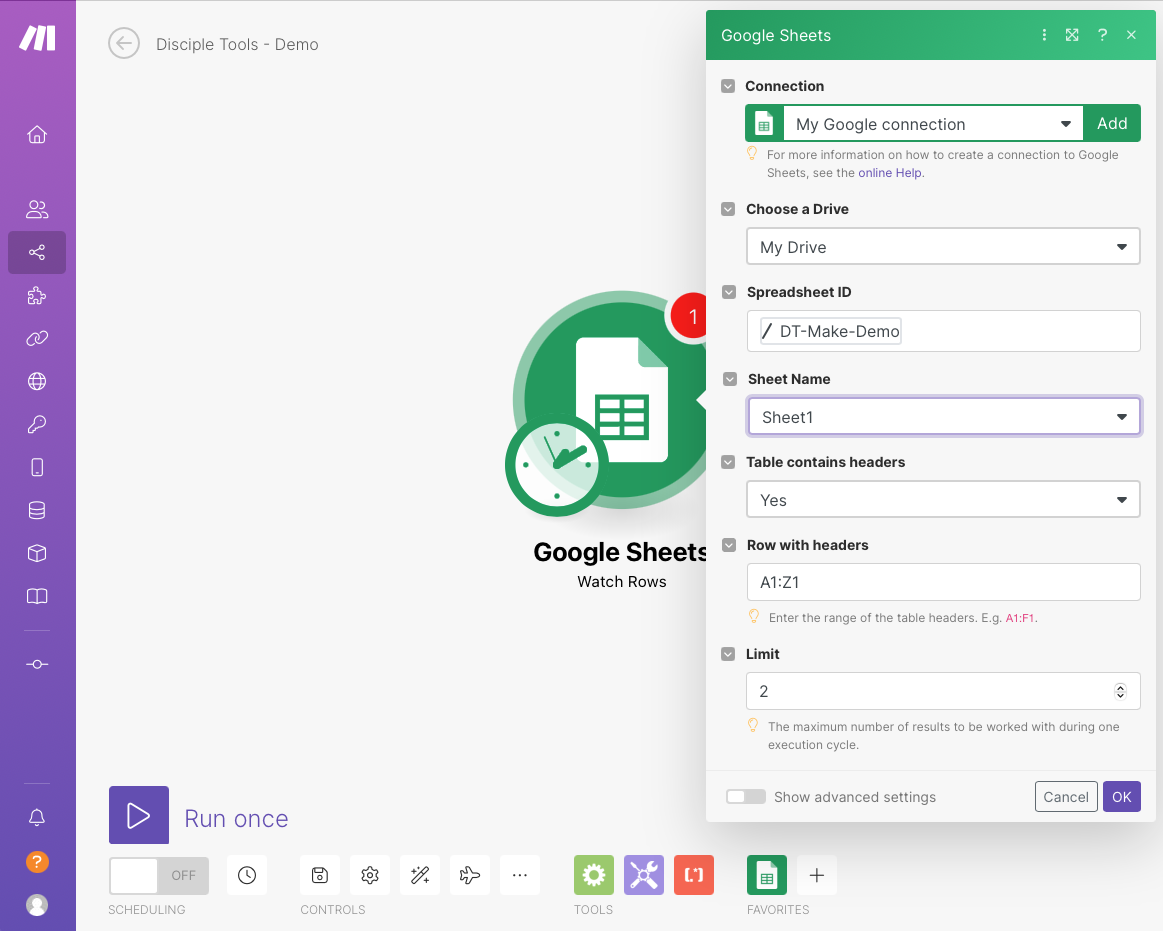 Disciple Tools - Demo
Google Sheets
?
Connection
My Google connection
Add
For more information on how to create a connection to Google
Sheets, see the online Help.
Choose a Drive
My Drive
Spreadsheet ID
/ DT-Make-Demo
Sheet Name
Sheet1
Table contains headers
Yes
Row with headers
A1:Z1
Enter the range of the table headers. E.g. A1:F1.
Limit
2
The maximum number of results to be worked with during one
execution cycle.
Show advanced settings
Cancel
OK
1
Google Sheets
Watch Rows
Run once
OFF
SCHEDULING
CONTROLS
[.*]
TOOLS
FAVORITES
?